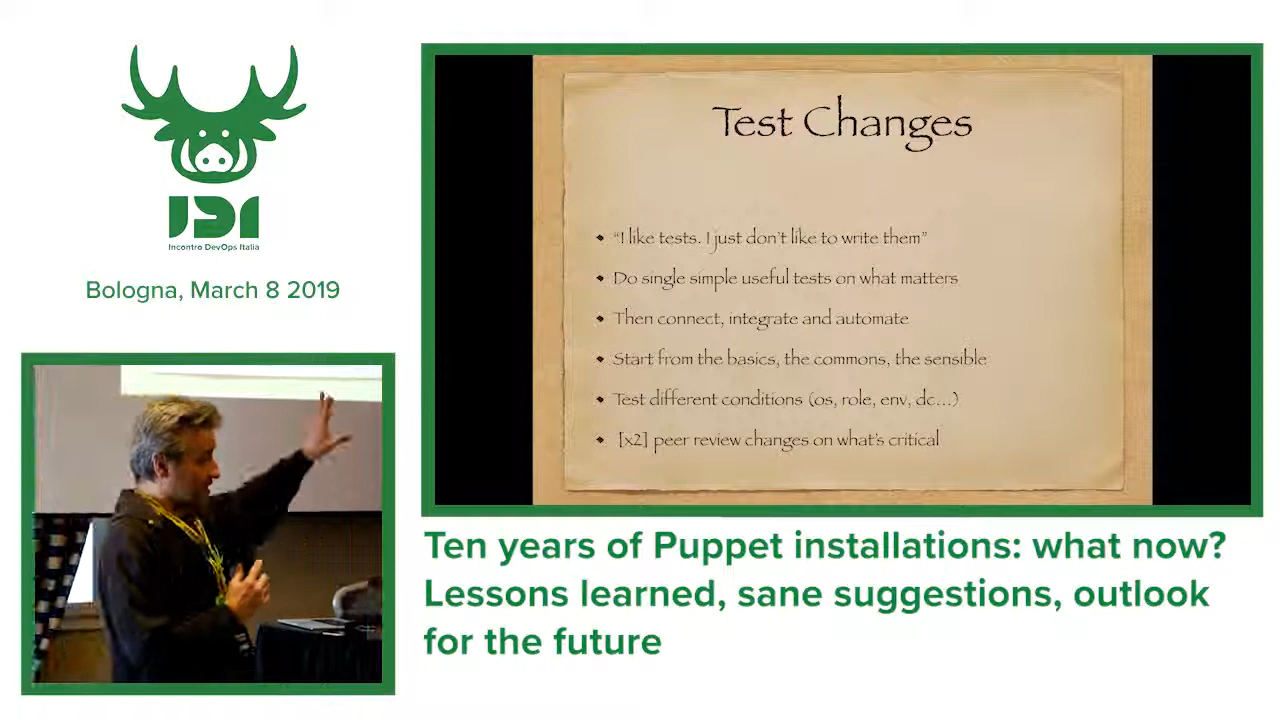 IDI
Incontro DevOps Italia
Bologna, March 8 2019
Test Changes
“I like tests. I just don’t like to write them”
Do single simple useful tests on what matters
Then connect, integrate and automate
Start from the basics, the commons, the sensible
Test different conditions (os, role, env, dc...)
[x2] peer review changes on what’s critical
Ten years of Puppet installations: what now?
Lessons learned, sane suggestions, outlook
for the future